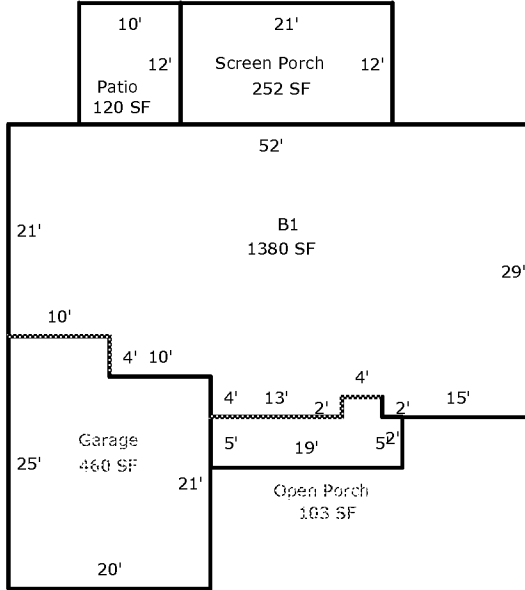 10'
21'
12'
Screen Porch
12'
Patio
252 SF
120 SF
52'
21'
B1
1380 SF
29'
10'
4' 10'
4'
4' 13' 2' 2' 15'
Garage
460 SF
5' 19' 5' 2'
25'
21'
Open Porch
103 SF
20'